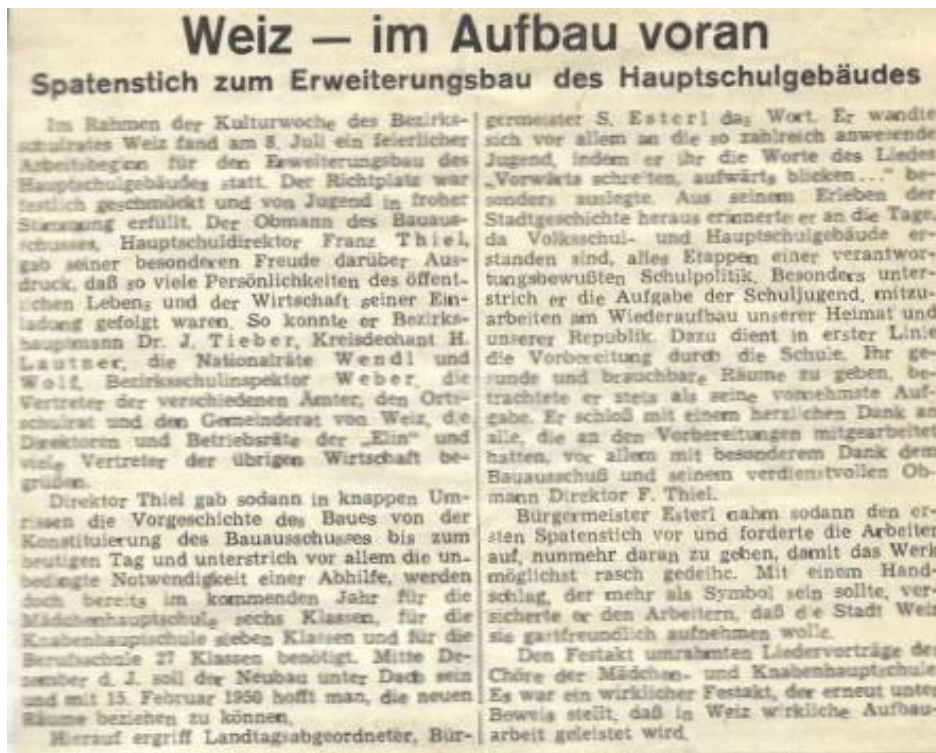 Weiz — im Aufbau voran
Spatenstich zum Erweiterungsbau des Hauptschulgebäudes
Im Rahmen der Kulturwoche des Bezirks-
schulrates Weiz fand am 8. Juli ein feierlicher
Arbeitsbeginn für den Erweiterungsbau des
Hauptschulgebäudes statt. Der Richtplatz war
festlich geschmückt und von Jugend in froher
Stimmung erfüllt. Der Obmann des Bauaus-
schusses, Hauptschuldirektor Franz Thiel,
gab seiner besonderen Freude darüber Aus-
druck, daß so viele Persönlichkeiten des öffent-
lichen Lebens und der Wirtschaft seiner Ein-
ladung gefolgt waren. So konnte er Bezirks-
hauptmann Dr. J. Tieber, Kreisdechant H.
Lautner, die Nationalräte Wendl und
Wolf, Bezirksschulinspektor Weber, die
Vertreter der verschiedenen Ämter, den Orts-
schulrat und den Gemeinderat von Weiz, die
Direktoren und Betriebsräte der „Elin“ und
viele Vertreter der übrigen Wirtschaft be-
grüßen.
Direktor Thiel gab sodann in knappen Um-
rissen die Vorgeschichte des Baues von der
Konstituierung des Bauausschusses bis zum
heutigen Tag und unterstrich vor allem die un-
bedingte Notwendigkeit einer Abhilfe, werden
doch bereits im kommenden Jahr für die
Mädchenhauptschule sechs Klassen, für die
Knabenhauptschule sieben Klassen und für die
Berufsschule 27 Klassen benötigt. Mitte De-
zember d. J. soll der Neubau unter Dach sein
und mit 15. Februar 1950 hofft man, die neuen
Räume beziehen zu können.
Hierauf ergriff Landtagsabgeordneter, Bür-
germeister S. Esterl das Wort. Er wandte
sich vor allem an die so zahlreich anwesende
Jugend, indem er ihr die Worte des Liedes
„Vorwärts schreiten, aufwärts blicken...“ be-
sonders auslegte. Aus seinem Erleben der
Stadtgeschichte heraus erinnerte er an die Tage,
da Volksschul- und Hauptschulgebäude er-
standen sind, alles Etappen einer verantwor-
tungsbewußten Schulpolitik. Besonders unter-
strich er die Aufgabe der Schuljugend, mitzu-
arbeiten am Wiederaufbau unserer Heimat und
unserer Republik. Dazu dient in erster Linie
die Vorbereitung durch die Schule. Ihr ge-
sunde und brauchbare Räume zu geben, be-
trachtete er stets als seine vornehmste Auf-
gabe. Er schloß mit einem herzlichen Dank an
alle, die an den Vorbereitungen mitgearbeitet
hatten, vor allem mit besonderem Dank dem
Bauausschuß und seinem verdienstvollen Ob-
mann Direktor F. Thiel.
Bürgermeister Esterl nahm sodann den er-
sten Spatenstich vor und forderte die Arbeiter
auf, nunmehr daran zu gehen, damit das Werk
möglichst rasch gedeihe. Mit einem Hand-
schlag, der mehr als Symbol sein sollte, ver-
sicherte er den Arbeitern, daß die Stadt Weiz
sie gastfreundlich aufnehmen wolle.
Den Festakt umrahmten Liedervorträge der
Chöre der Mädchen- und Knabenhauptschule.
Es war ein wirklicher Festakt, der erneut unter
Beweis stellt, daß in Weiz wirkliche Aufbau-
arbeit geleistet wird.